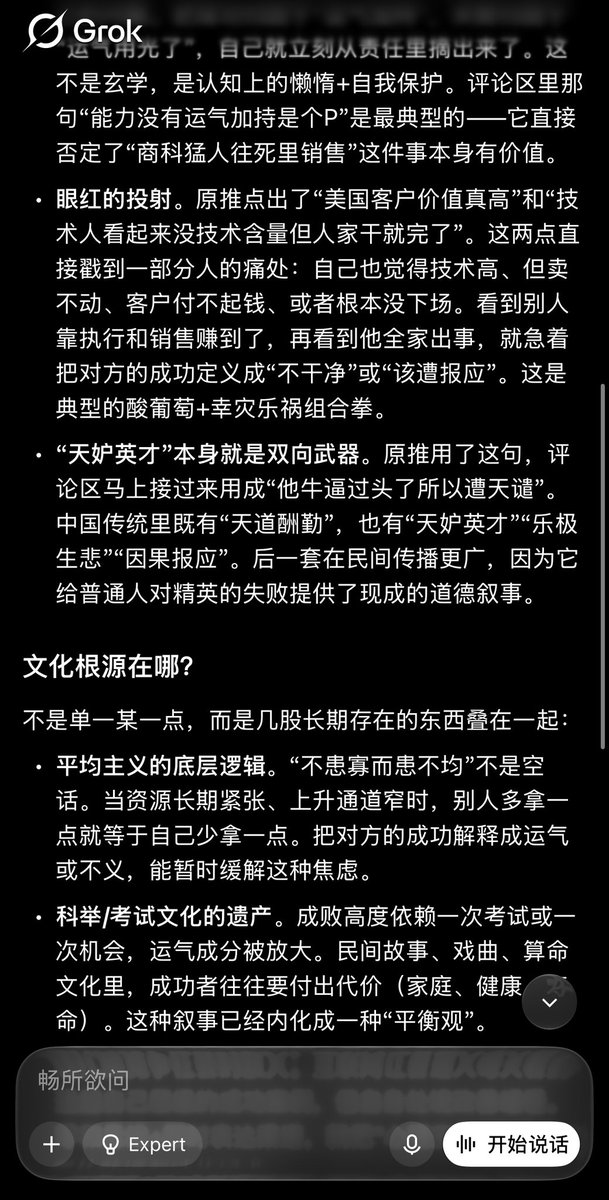 Grok
“运气用完了”，自己就立刻从责任里摘出来了。这
不是玄学，是认知上的懒惰+自我保护。评论区里那
句“能力没有运气加持是个P”是最典型的——它直接
否定了“商科猛人往死里销售”这件事本身有价值。
• 眼红的投射。原推点出了“美国客户价值真高”和“技
术人看起来没技术含量但人家干就完了”。这两点直
接戳到一部分人的痛处：自己也觉得技术高、但卖
不动、客户付不起钱、或者根本没下场。看到别人
靠执行和销售赚到了，再看到他全家出事，就急着
把对方的成功定义成“不干净”或“该遭报应”。这是
典型的酸葡萄+幸灾乐祸组合拳。
• “天妒英才”本身就是双向武器。原推用了这句，评
论区马上接过来用成“他牛逼过头了所以遭天谴”。
中国传统里既有“天道酬勤”，也有“天妒英才”“乐极
生悲”“因果报应”。后一套在民间传播更广，因为它
给普通人对精英的失败提供了现成的道德叙事。
文化根源在哪？
不是单一某一点，而是几股长期存在的东西叠在一起：
• 平均主义的底层逻辑。“不患寡而患不均”不是空
话。当资源长期紧张、上升通道窄时，别人多拿一
点就等于自己少拿一点。把对方的成功解释成运气
或不义，能暂时缓解这种焦虑。
• 科举/考试文化的遗产。成败高度依赖一次考试或一
次机会，运气成分被放大。民间故事、戏曲、算命
文化里，成功者往往要付出代价（家庭、健康、
命）。这种叙事已经内化成一种“平衡观”。
畅所欲问
Expert
开始说话